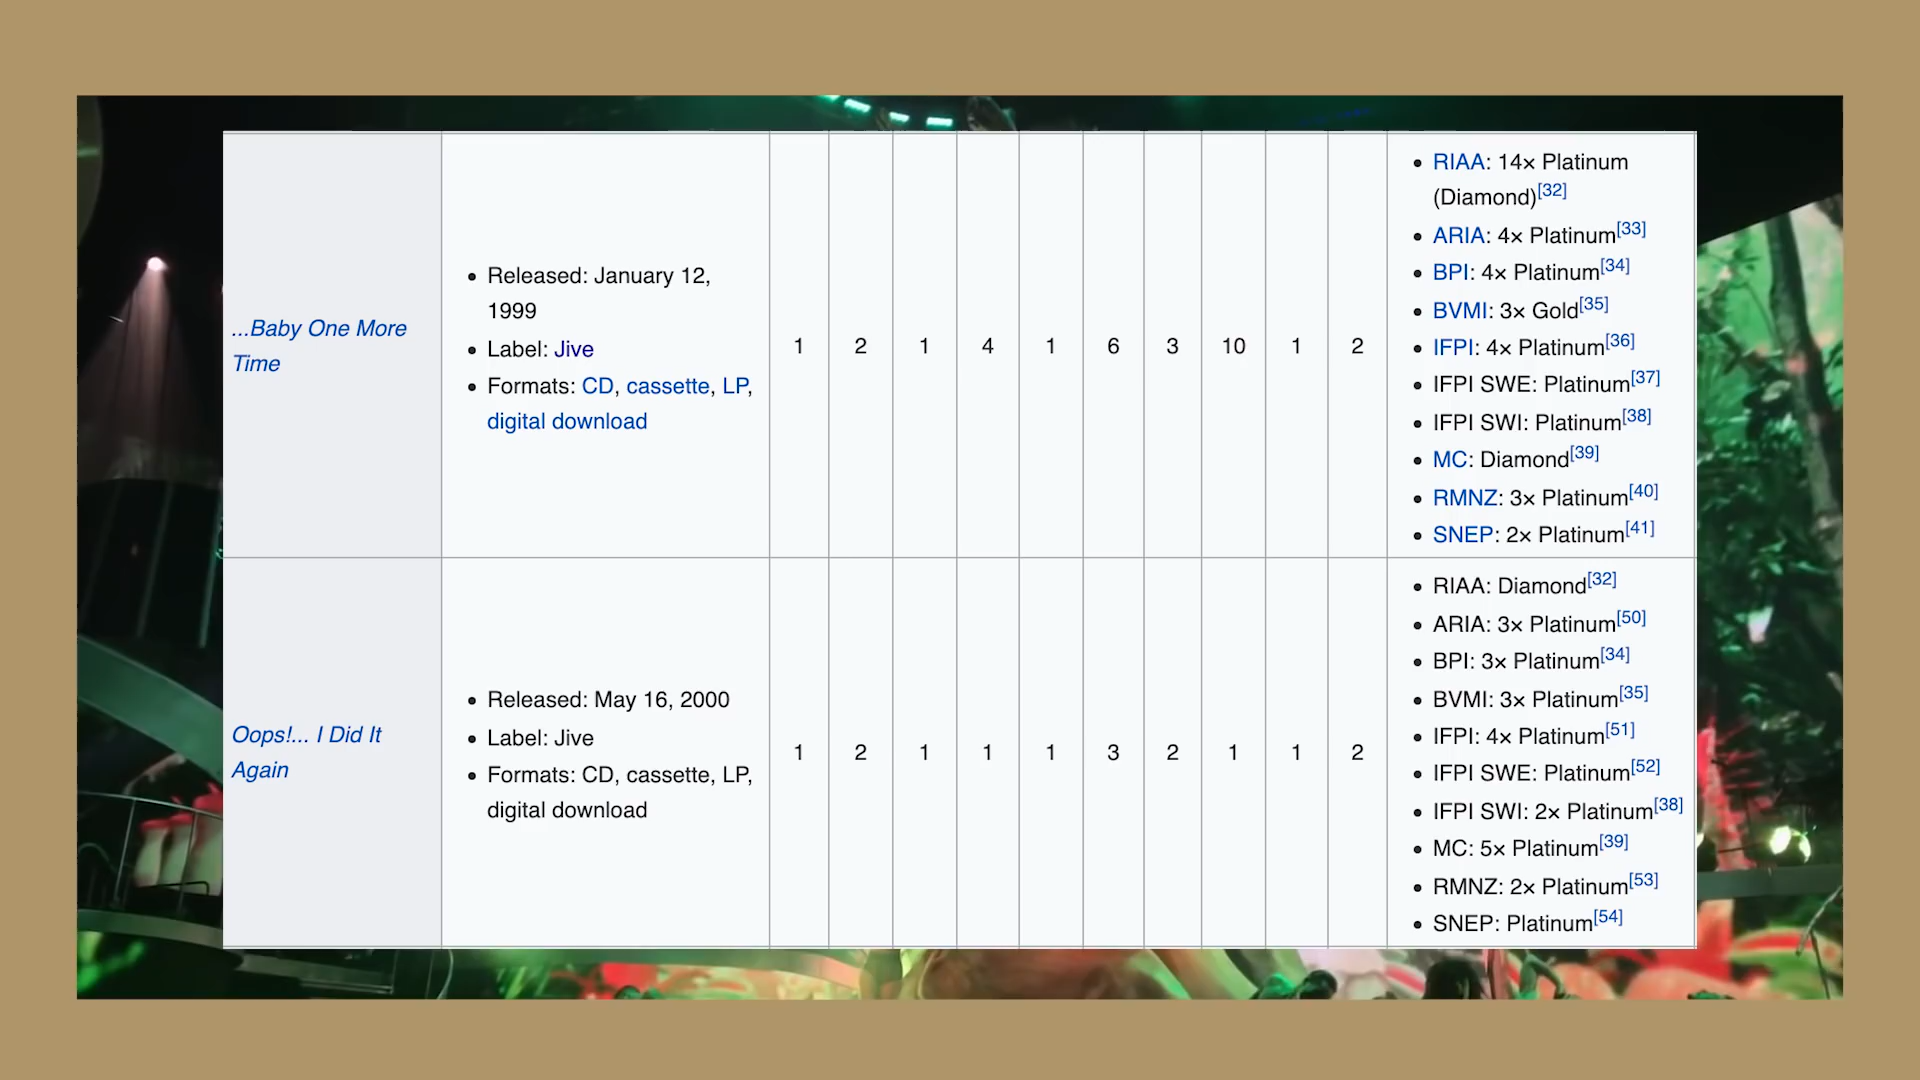 ...Baby One More
Time
Released: January 12,
1999
Label: Jive
Formats: CD, cassette, LP,
digital download
1 2 1 4 1 6 3 10 1 2
RIAA: 14× Platinum
(Diamond)[32]
ARIA: 4× Platinum[33]
BPI: 4× Platinum[34]
BVMI: 3× Gold[35]
IFPI: 4× Platinum[36]
IFPI SWE: Platinum[37]
IFPI SWI: Platinum[38]
MC: Diamond[39]
RMNZ: 3× Platinum[40]
SNEP: 2× Platinum[41]
Oops!... I Did It
Again
Released: May 16, 2000
Label: Jive
Formats: CD, cassette, LP,
digital download
1 2 1 1 1 3 2 1 1 2
RIAA: Diamond[32]
ARIA: 3× Platinum[50]
BPI: 3× Platinum[34]
BVMI: 3× Platinum[35]
IFPI: 4× Platinum[51]
IFPI SWE: Platinum[52]
IFPI SWI: 2× Platinum[38]
MC: 5× Platinum[39]
RMNZ: 2× Platinum[53]
SNEP: Platinum[54]